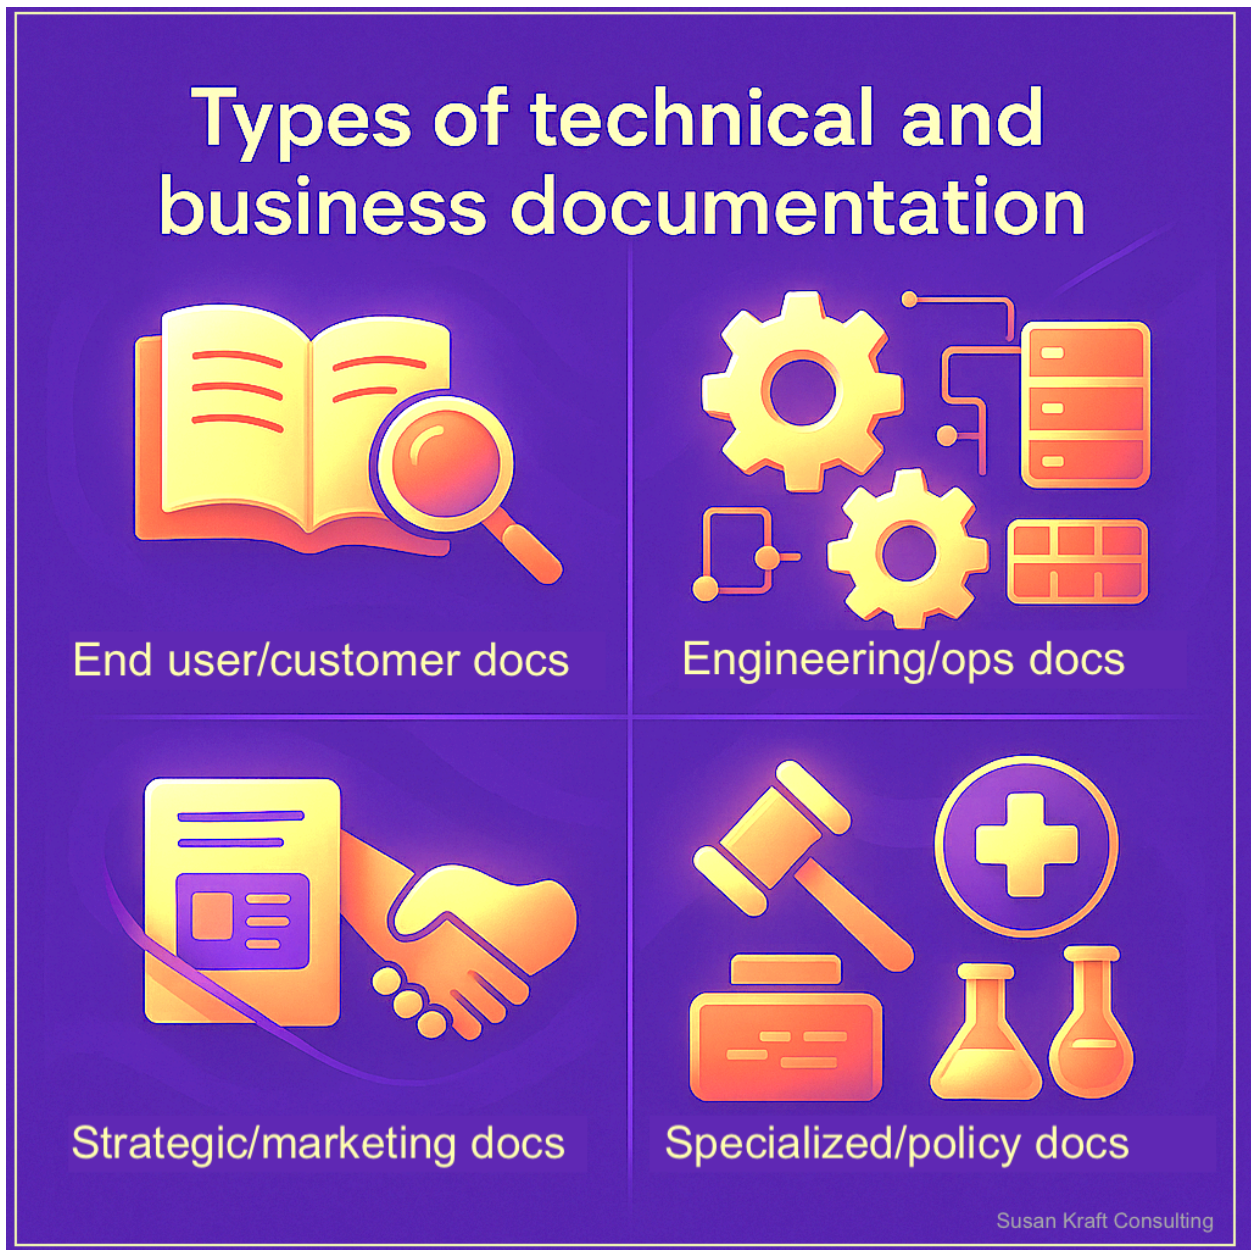 Types of technical and
business documentation
End user/customer docs
Engineering/ops docs
Strategic/marketing docs
Specialized/policy docs
Susan Kraft Consulting